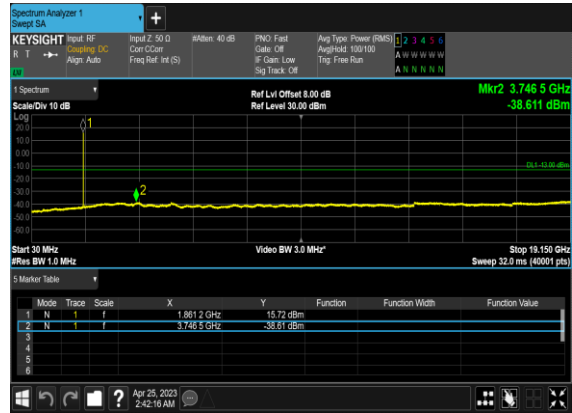 Spectrum Analyzer 1
Swept SA
+
KEYSIGHT Input: RF Input Z: 50 Ω #Atten: 40 dB PNO: Fast Avg Type: Power (RMS) 1 2 3 4 5 6
R T Coupling: DC Corr CCorr Gate: Off Avg|Hold: 100/100 A W W W W W
Align: Auto Freq Ref: Int (S) IF Gain: Low Trig: Free Run
Sig Track: Off A N N N N N
1 Spectrum Ref Lvl Offset 8.00 dB Mkr2 3.746 5 GHz
Scale/Div 10 dB Ref Level 30.00 dBm -38.611 dBm
Log
20.0
1
10.0
0.00
-10.0
DL1 -13.00 dBm
-20.0
-30.0
2
-40.0
-50.0
-60.0
Start 30 MHz Video BW 3.0 MHz* Stop 19.150 GHz
#Res BW 1.0 MHz Sweep 32.0 ms (40001 pts)
5 Marker Table
Mode Trace Scale X Y Function Function Width Function Value
1 N 1 f 1.861 2 GHz 15.72 dBm
2 N 1 f 3.746 5 GHz -38.61 dBm
3
4
5
6
? Apr 25, 2023
2:42:16 AM